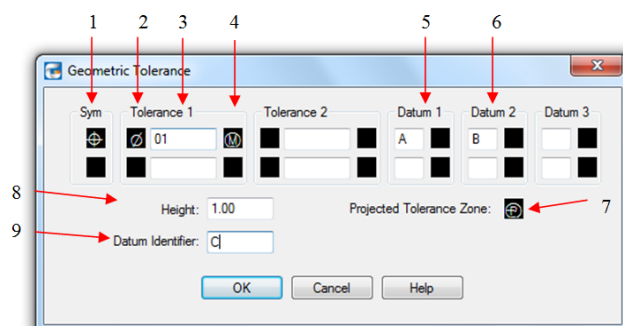 1 2 3 4 5 6
Geometric Tolerance
Sym Tolerance 1 Tolerance 2 Datum 1 Datum 2 Datum 3
Ø 01 Ⓜ A B
8 Height: 1.00 Projected Tolerance Zone: Ⓟ 7
9 Datum Identifier: C
OK Cancel Help